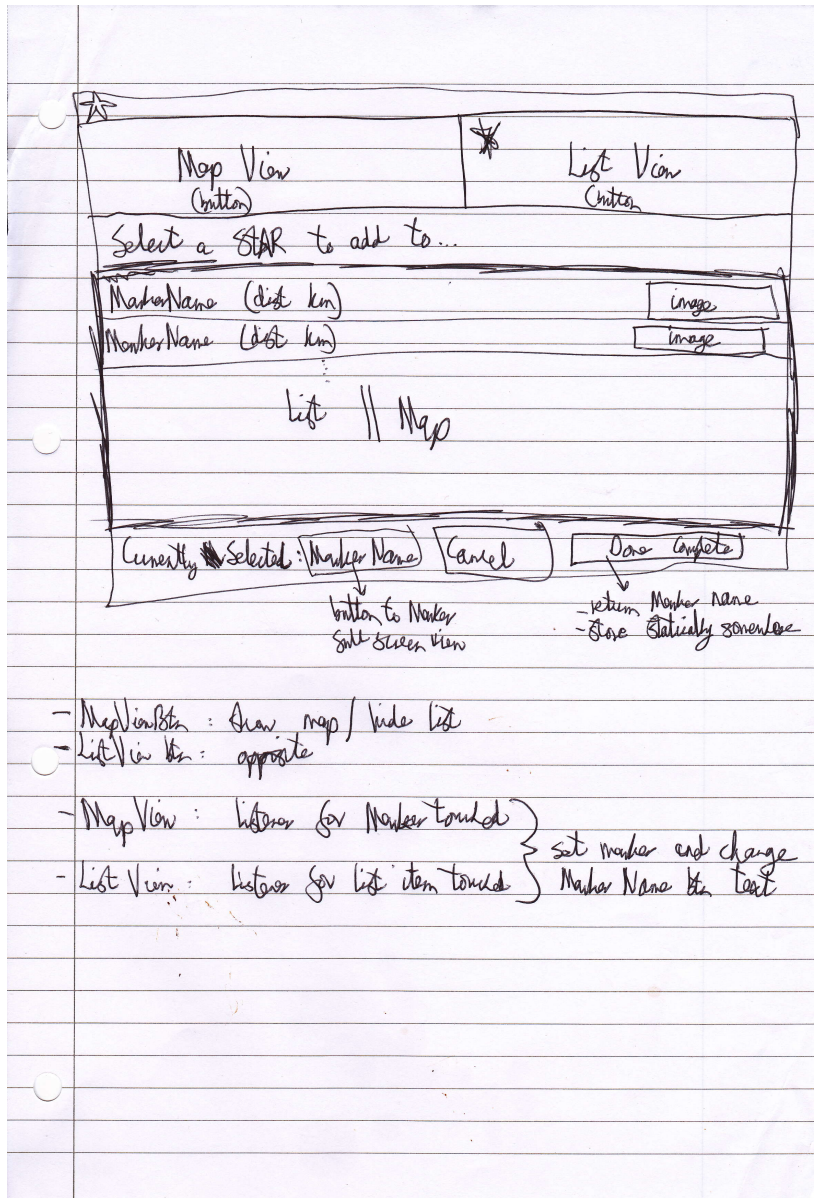 Map View
(button)
List View
(button
Select a STAR to add to...
MarkerName (dist km)
image
MarkerName (dist km)
image
List || Map
Currently Selected: Marker Name
Cancel
Done Complete
button to Marker
full screen view
- return Marker name
- store statically somewhere
- MapViewBtn : show map / hide list
- ListView btn : opposite
- MapView : listener for Marker touched
- List View : listener for list item touched
set marker and change
Marker Name btn text